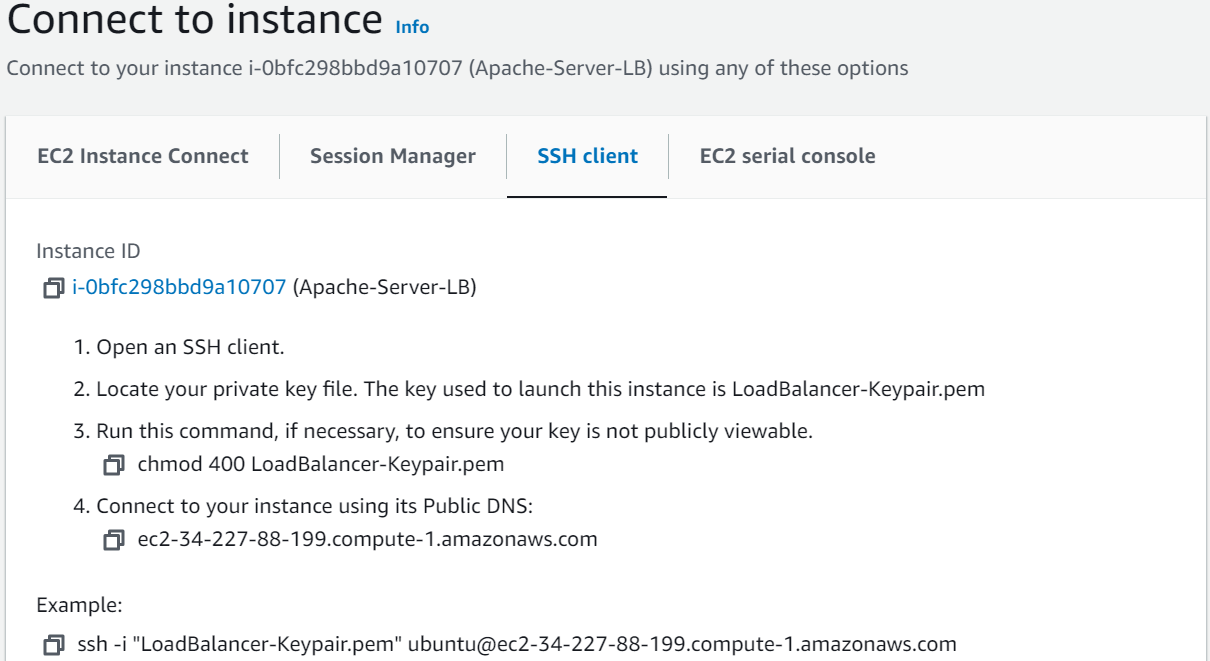 Connect to instance Info
Connect to your instance i-0bfc298bbd9a10707 (Apache-Server-LB) using any of these options
EC2 Instance Connect Session Manager SSH client EC2 serial console
Instance ID
i-0bfc298bbd9a10707 (Apache-Server-LB)
1. Open an SSH client.
2. Locate your private key file. The key used to launch this instance is LoadBalancer-Keypair.pem
3. Run this command, if necessary, to ensure your key is not publicly viewable.
chmod 400 LoadBalancer-Keypair.pem
4. Connect to your instance using its Public DNS:
ec2-34-227-88-199.compute-1.amazonaws.com
Example:
ssh -i "LoadBalancer-Keypair.pem" ubuntu@ec2-34-227-88-199.compute-1.amazonaws.com